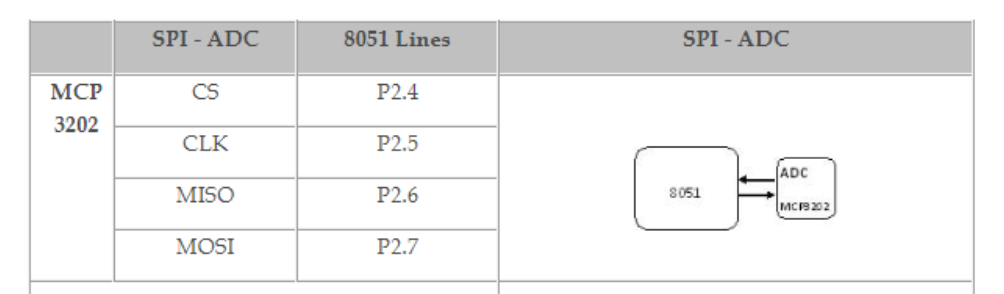 SPI - ADC 8051 Lines SPI - ADC
MCP 3202
CS P2.4
CLK P2.5
MISO P2.6
MOSI P2.7
8051
ADC
MCP3202